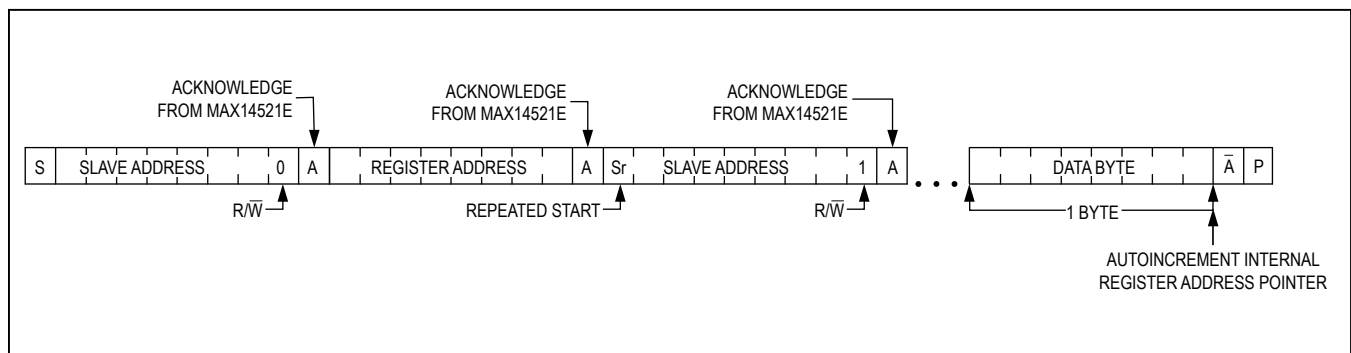 ACKNOWLEDGE
FROM MAX14521E
ACKNOWLEDGE
FROM MAX14521E
ACKNOWLEDGE
FROM MAX14521E
S SLAVE ADDRESS 0 A REGISTER ADDRESS A Sr SLAVE ADDRESS 1 A ... DATA BYTE A̅ P
R/W̅ REPEATED START R/W̅ 1 BYTE
AUTOINCREMENT INTERNAL
REGISTER ADDRESS POINTER